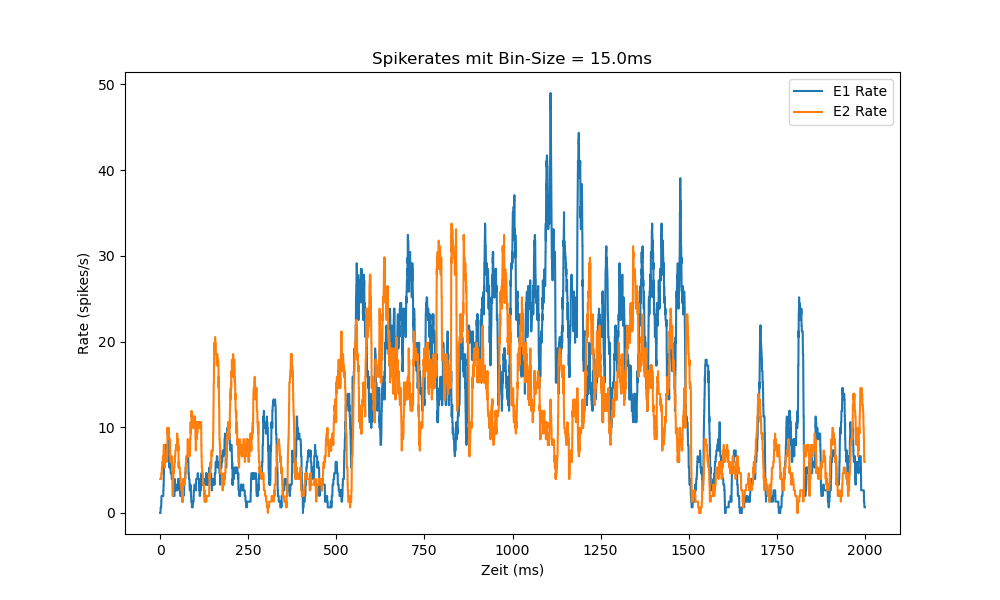 Spikerates mit Bin-Size = 15.0ms
E1 Rate
E2 Rate
Rate (spikes/s)
50
40
30
20
10
0
0 250 500 750 1000 1250 1500 1750 2000
Zeit (ms)